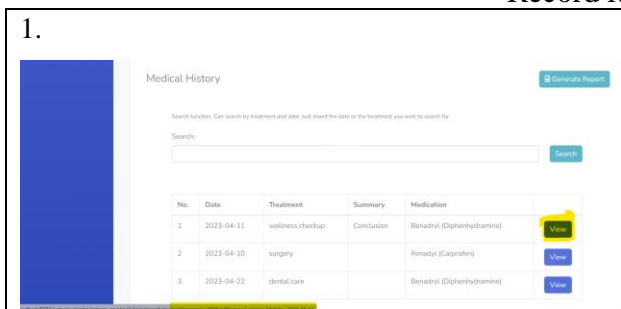 1.
Medical History
Generate Report
Search function. Can search by treatment and date. Just insert the date or the treatment you wish to search for
Search:
Search
No. Date Treatment Summary Medication
1 2023-04-11 wellness checkup Conclusion Benadryl (Diphenhydramine) View
2 2023-04-10 surgery Rimadyl (Carprofen) View
3 2023-04-22 dental care Benadryl (Diphenhydramine) View